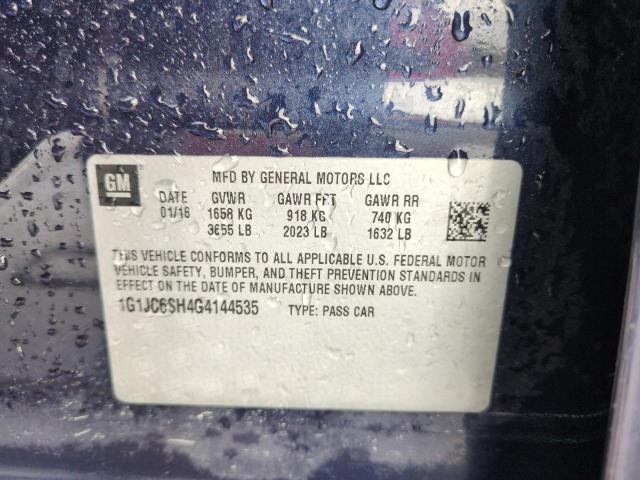 GM
MFD BY GENERAL MOTORS LLC
DATE GVWR GAWR FRT GAWR RR
01/16 1658 KG 918 KG 740 KG
3655 LB 2023 LB 1632 LB
THIS VEHICLE CONFORMS TO ALL APPLICABLE U.S. FEDERAL MOTOR
VEHICLE SAFETY, BUMPER, AND THEFT PREVENTION STANDARDS IN
EFFECT ON THE DATE OF MANUFACTURE SHOWN ABOVE.
1G1JC6SH4G4144535 TYPE: PASS CAR